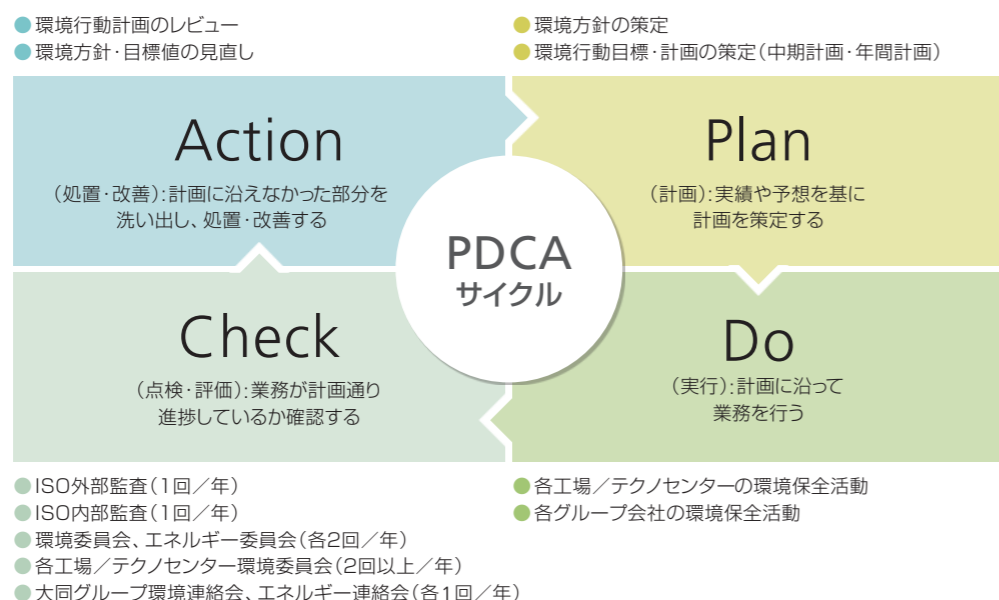 ●環境行動計画のレビュー
●環境方針・目標値の見直し
●環境方針の策定
●環境行動目標・計画の策定(中期計画・年間計画)
Action
(処置・改善):計画に沿えなかった部分を
洗い出し、処置・改善する
Plan
(計画):実績や予想を基に
計画を策定する
PDCA
サイクル
Check
(点検・評価):業務が計画通り
進捗しているか確認する
Do
(実行):計画に沿って
業務を行う
●ISO外部監査(1回/年)
●ISO内部監査(1回/年)
●環境委員会、エネルギー委員会(各2回/年)
●各工場/テクノセンター環境委員会(2回以上/年)
●大同グループ環境連絡会、エネルギー連絡会(各1回/年)
●各工場/テクノセンターの環境保全活動
●各グループ会社の環境保全活動